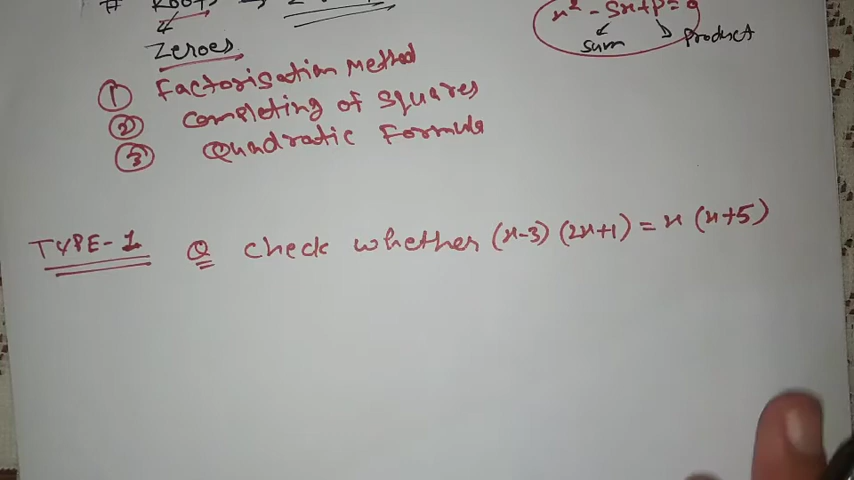 # Roots →
Zeroes
x² - Sx + P = 0
sum product
① Factorisation Method
② Completing of Squares
③ Quadratic Formula
TYPE-1 Q check whether (x-3) (2x+1) = x (x+5)